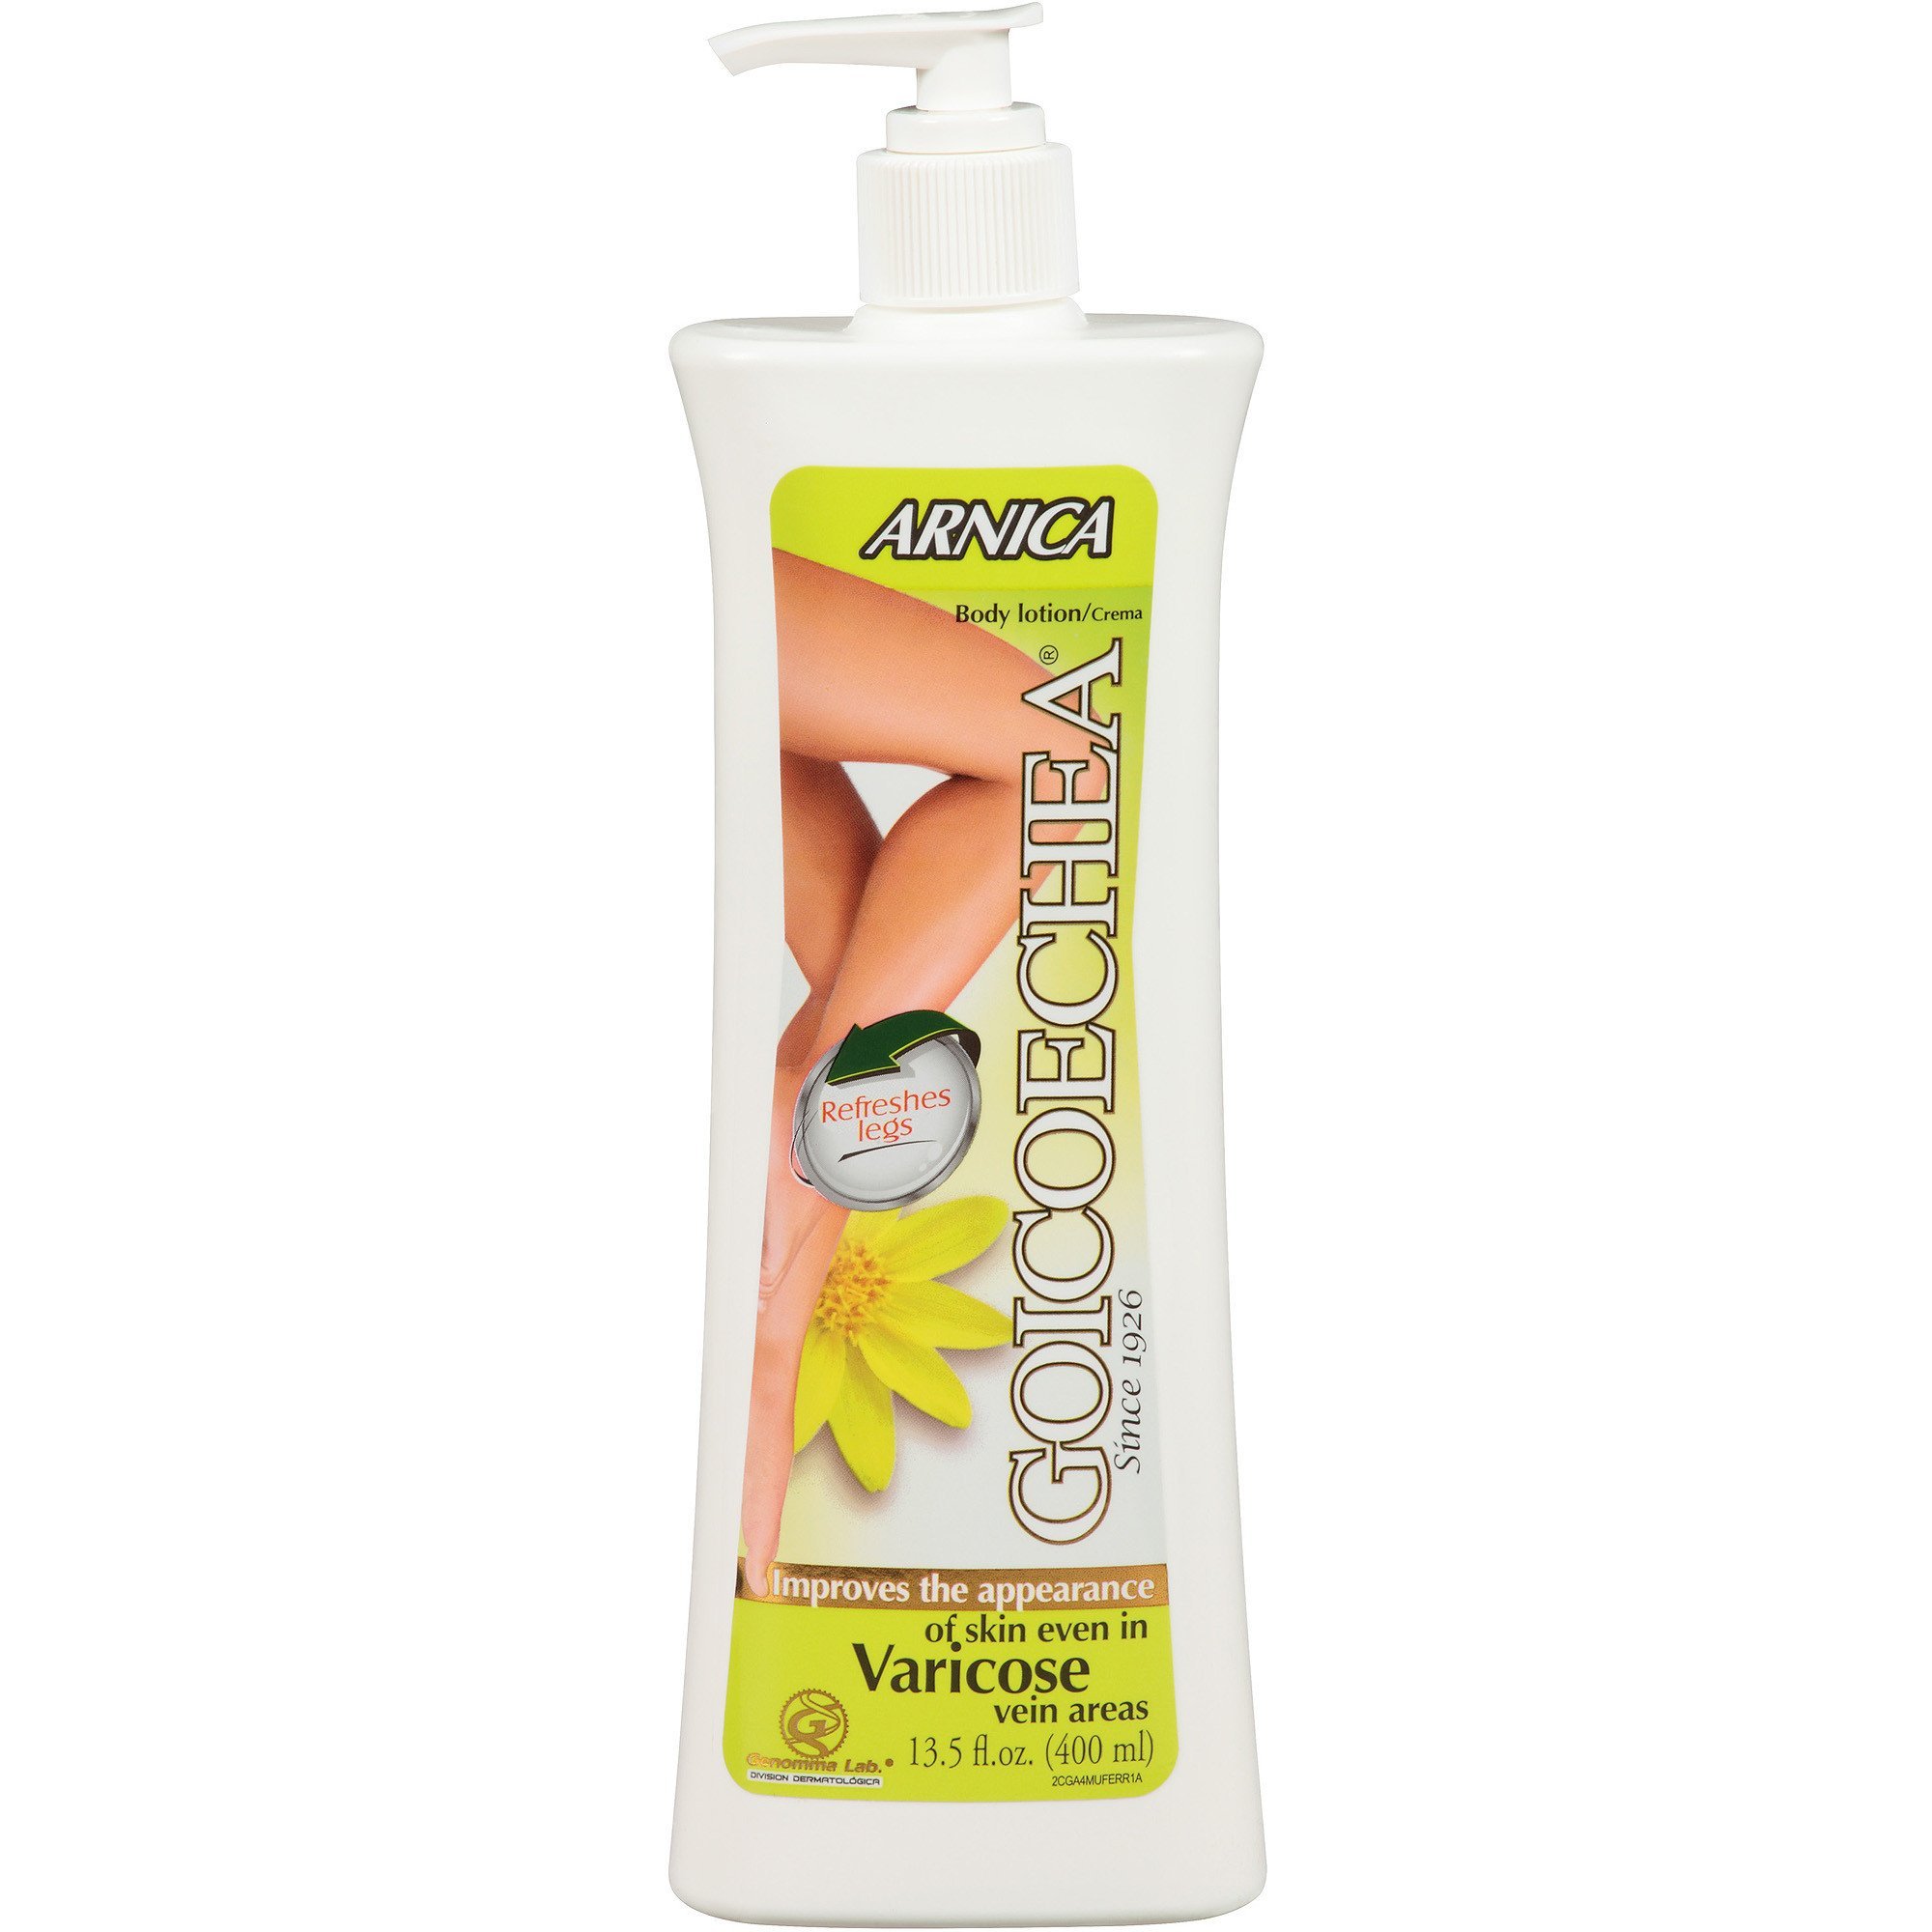 ARNICA
Body lotion/Crema
GOICOECHEA®
Since 1926
Refreshes
legs
Improves the appearance
of skin even in
Varicose
vein areas
13.5 fl.oz. (400 ml)
Genomma Lab.®
DIVISION DERMATOLÓGICA
2CGA4MUFERR1A